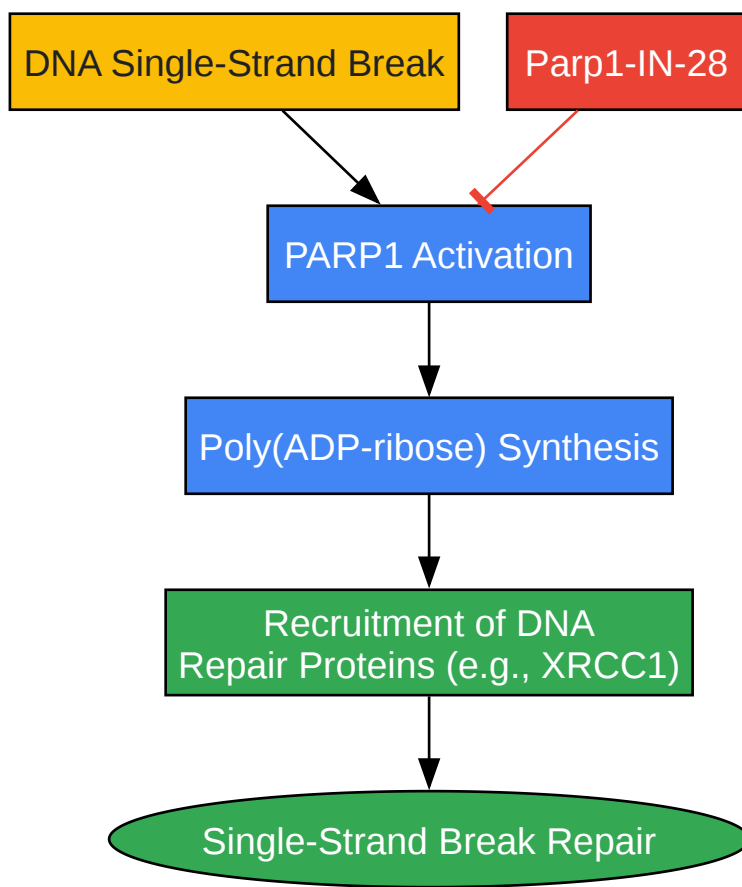 DNA Single-Strand Break
Parp1-IN-28
PARP1 Activation
Poly(ADP-ribose) Synthesis
Recruitment of DNA
Repair Proteins (e.g., XRCC1)
Single-Strand Break Repair